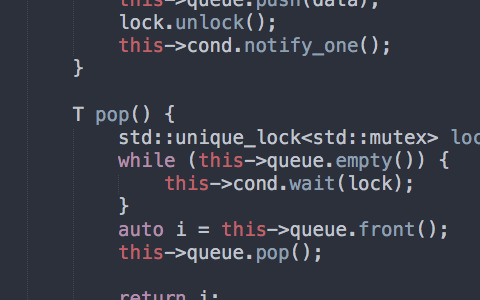 this->queue.push(data);
lock.unlock();
this->cond.notify_one();
}
T pop() {
std::unique_lock<std::mutex> loc
while (this->queue.empty()) {
this->cond.wait(lock);
}
auto i = this->queue.front();
this->queue.pop();
return i;